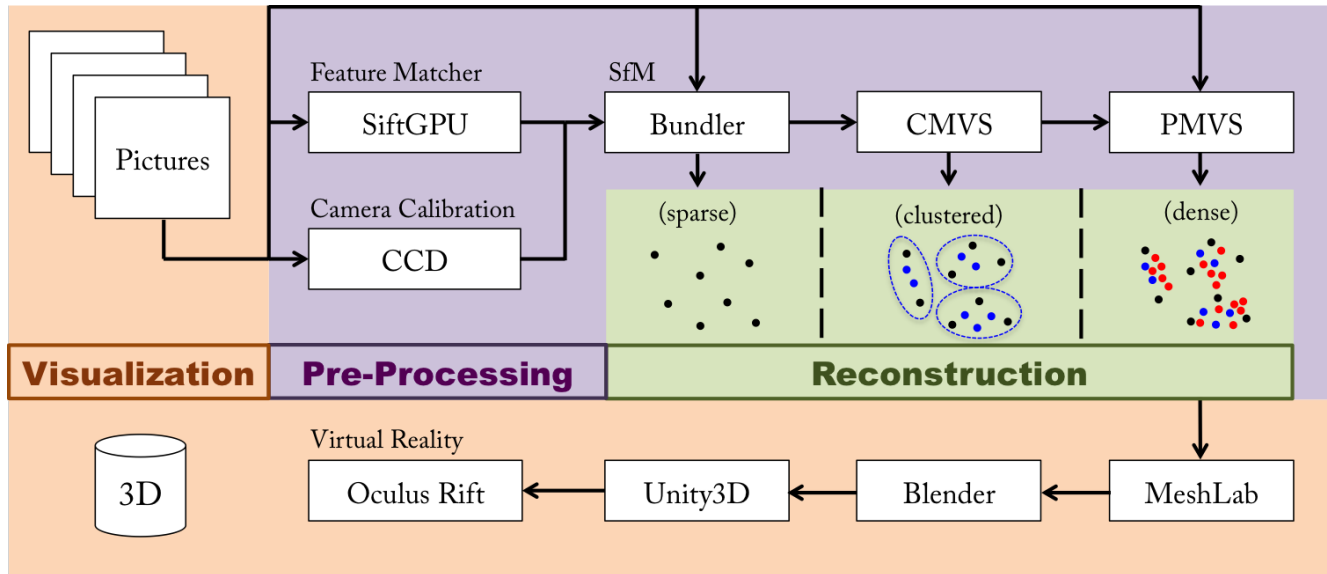 Pictures
Feature Matcher
SiftGPU
Camera Calibration
CCD
SfM
Bundler
CMVS
PMVS
(sparse)
(clustered)
(dense)
Visualization
Pre-Processing
Reconstruction
3D
Virtual Reality
Oculus Rift
Unity3D
Blender
MeshLab